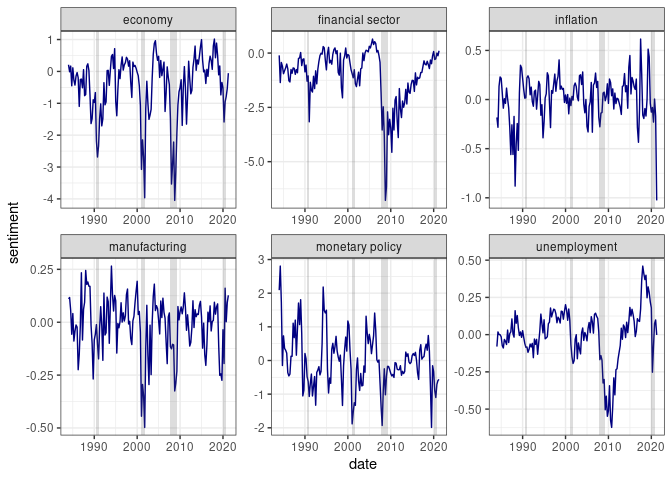 economy
financial sector
inflation
1
0
-1
-2
-3
-4
0.0
-2.5
-5.0
0.5
0.0
-0.5
-1.0
1990 2000 2010 2020
1990 2000 2010 2020
1990 2000 2010 2020
sentiment
manufacturing
monetary policy
unemployment
0.25
0.00
-0.25
-0.50
3
2
1
0
-1
-2
0.50
0.25
0.00
-0.25
-0.50
1990 2000 2010 2020
1990 2000 2010 2020
1990 2000 2010 2020
date